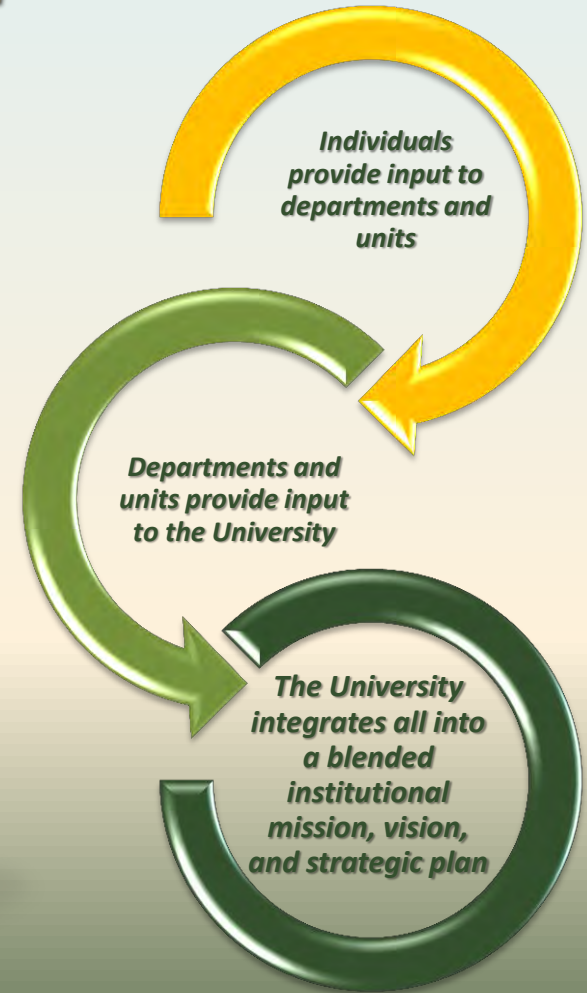 Individuals
provide input to
departments and
units
Departments and
units provide input
to the University
The University
integrates all into
a blended
institutional
mission, vision,
and strategic plan